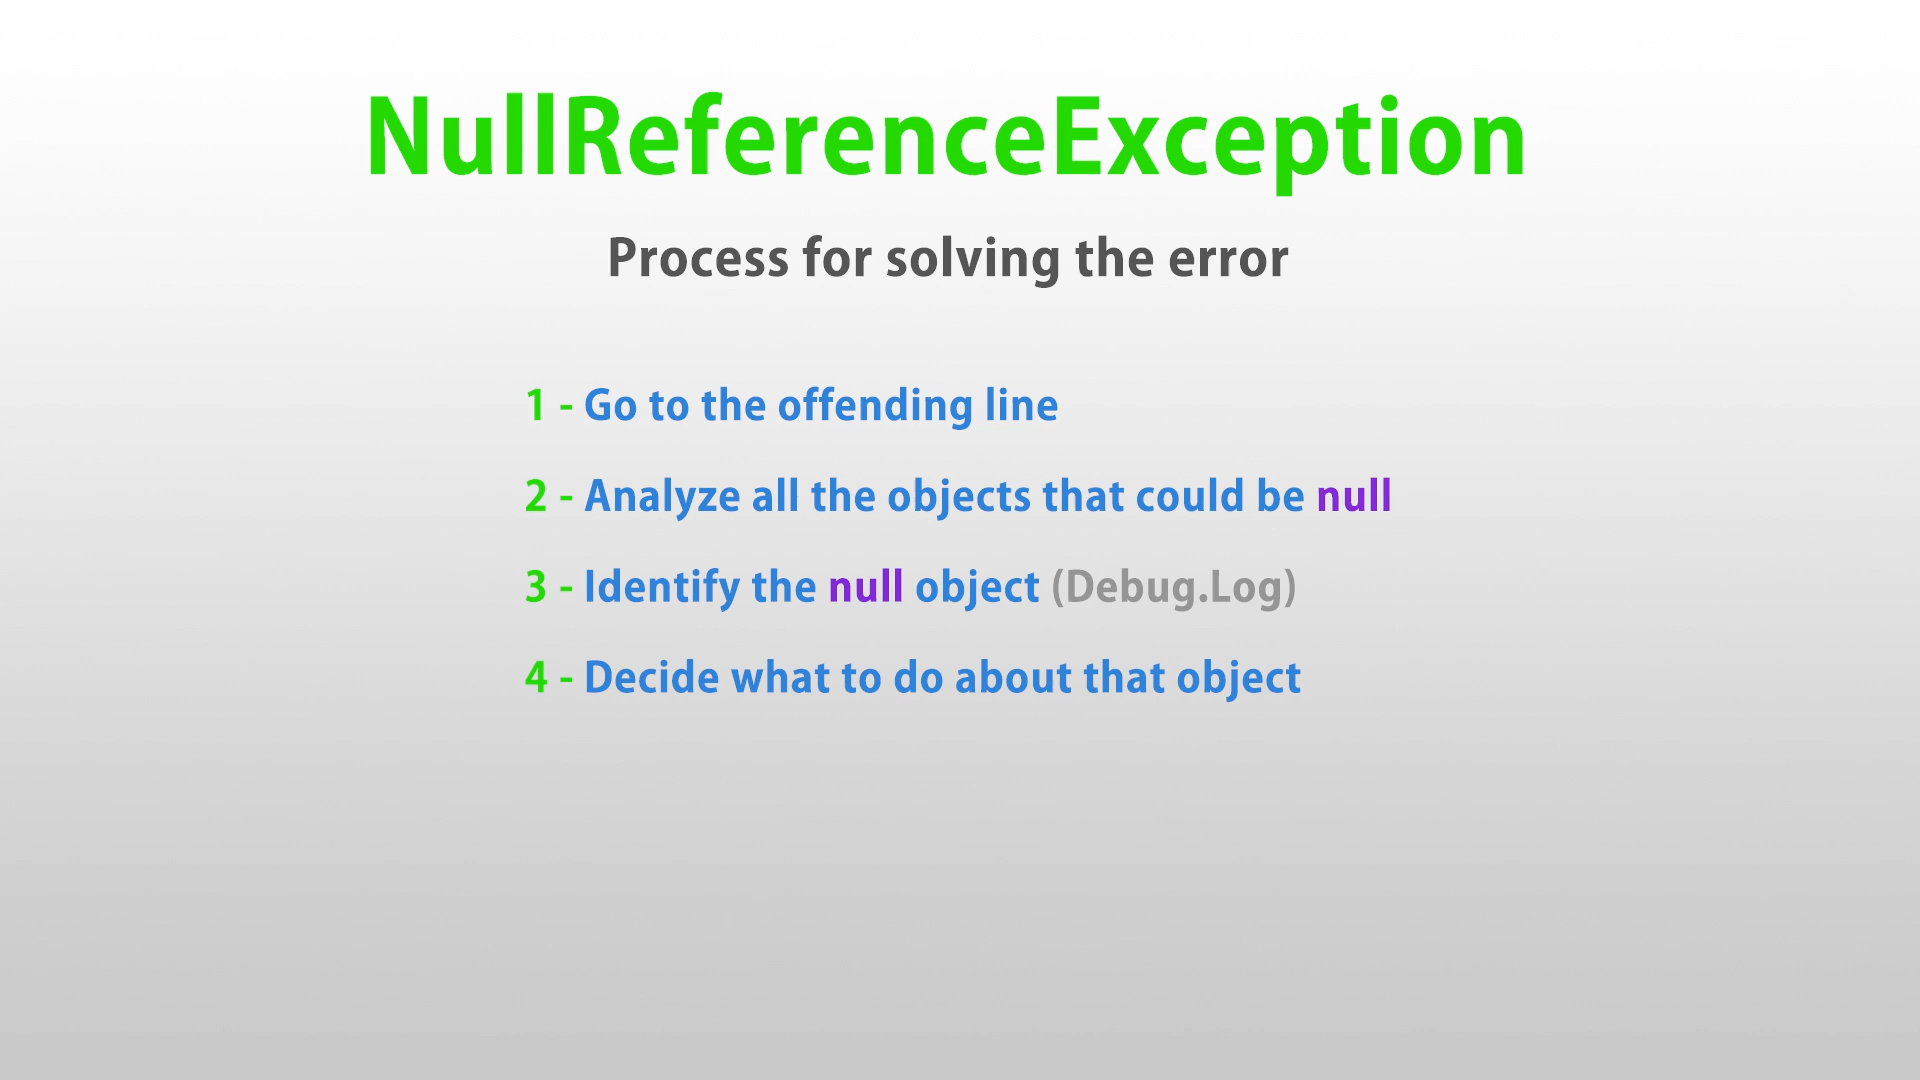 NullReferenceException
Process for solving the error
1 - Go to the offending line
2 - Analyze all the objects that could be null
3 - Identify the null object (Debug.Log)
4 - Decide what to do about that object